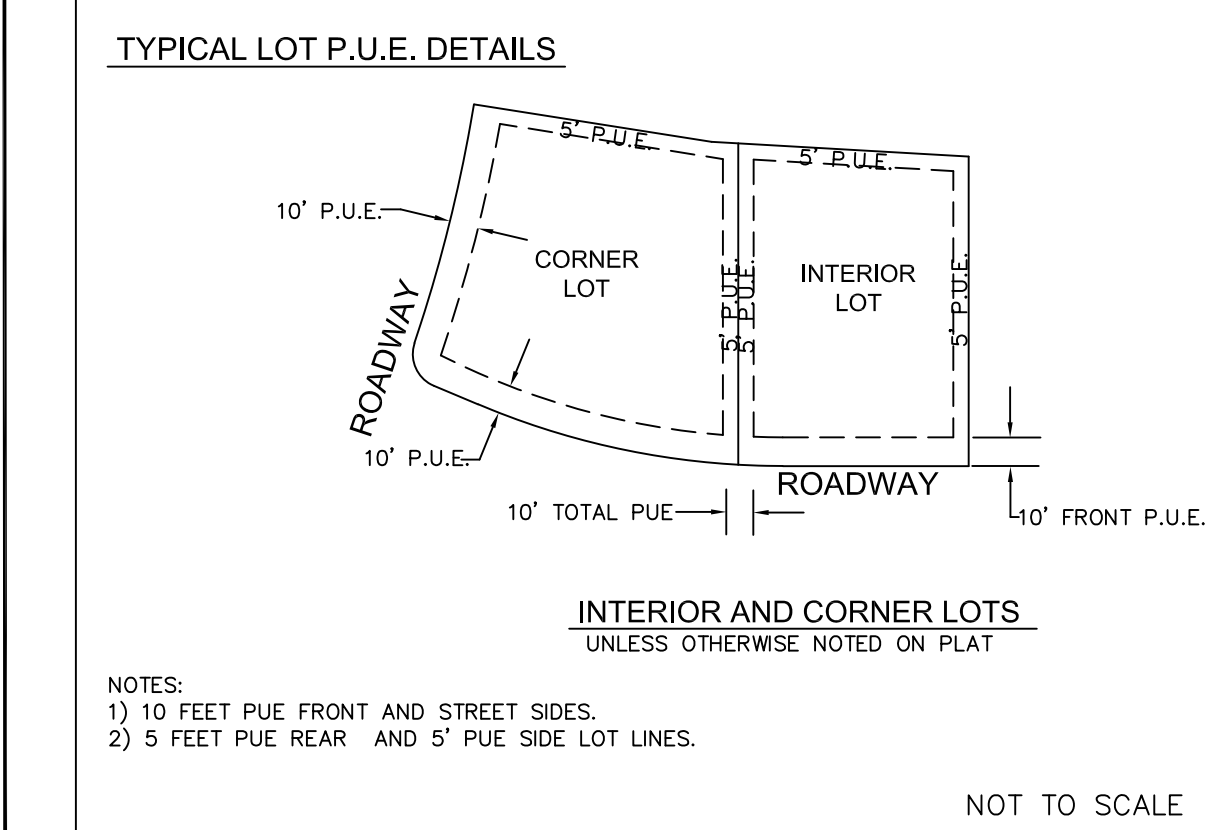 TYPICAL LOT P.U.E. DETAILS
5' P.U.E.
5' P.U.E.
10' P.U.E.
CORNER
LOT
INTERIOR
LOT
5' P.U.E.
5' P.U.E.
5' P.U.E.
ROADWAY
10' P.U.E.
ROADWAY
10' TOTAL PUE
10' FRONT P.U.E.
INTERIOR AND CORNER LOTS
UNLESS OTHERWISE NOTED ON PLAT
NOTES:
1) 10 FEET PUE FRONT AND STREET SIDES.
2) 5 FEET PUE REAR AND 5' PUE SIDE LOT LINES.
NOT TO SCALE